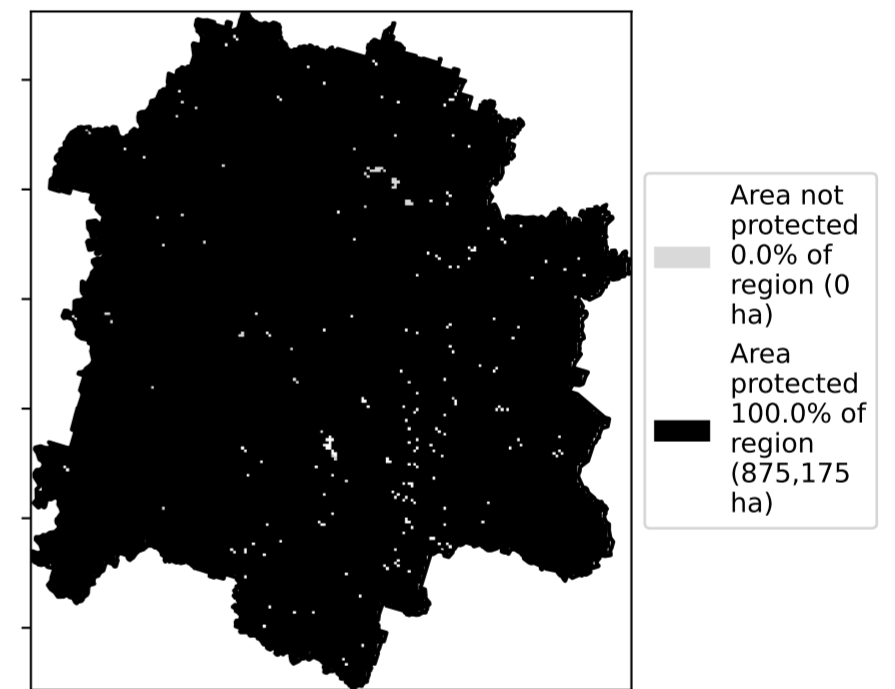 Area not
protected
0.0% of
region (0
ha)
Area
protected
100.0% of
region
(875,175
ha)